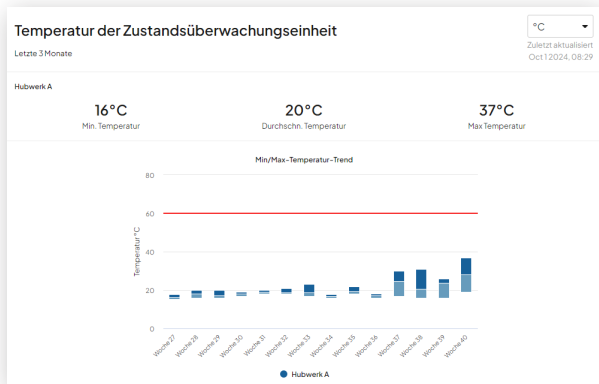 Temperatur der Zustandsüberwachungseinheit
°C
Letzte 3 Monate
Zuletzt aktualisiert
Oct 1 2024, 08:29
Hubwerk A
16°C
Min. Temperatur
20°C
Durchschn. Temperatur
37°C
Max Temperatur
Min/Max-Temperatur-Trend
Temperatur °C
80
60
40
20
0
Woche 27
Woche 28
Woche 29
Woche 30
Woche 31
Woche 32
Woche 33
Woche 34
Woche 35
Woche 36
Woche 37
Woche 38
Woche 39
Woche 40
Hubwerk A